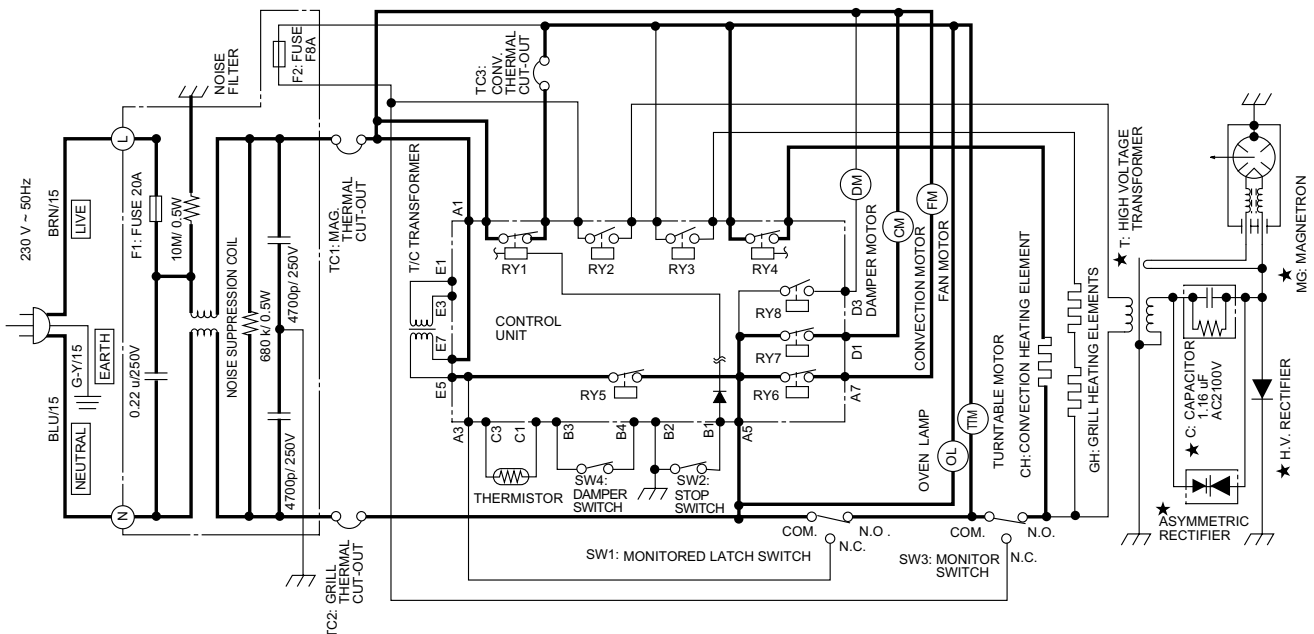 230 V ~ 50Hz
BRN/15
LIVE
G-Y/15
EARTH
BLU/15
NEUTRAL
L
N
F1: FUSE 20A
10M/ 0.5W
NOISE
FILTER
0.22 u/250V
NOISE SUPPRESSION COIL
680 k/ 0.5W
4700p/ 250V
4700p/ 250V
F2: FUSE
F8A
TC1: MAG.
THERMAL
CUT-OUT
TC2: GRILL
THERMAL
CUT-OUT
TC3: CONV.
THERMAL
CUT-OUT
T/C TRANSFORMER
A1
E1
E3
E7
E5
A3
CONTROL
UNIT
RY1
RY2
RY3
RY4
RY8
RY7
RY5
RY6
D3
D1
A7
C3
C1
B3
B4
B2
B1
A5
THERMISTOR
SW4:
DAMPER
SWITCH
SW2:
STOP
SWITCH
DM
DAMPER MOTOR
CM
CONVECTION MOTOR
FM
FAN MOTOR
OVEN LAMP
OL
TTM
TURNTABLE MOTOR
CH: CONVECTION HEATING ELEMENT
GH: GRILL HEATING ELEMENTS
COM.
N.O.
N.C.
SW1: MONITORED LATCH SWITCH
COM.
N.O.
N.C.
SW3: MONITOR
SWITCH
★ T: HIGH VOLTAGE
TRANSFORMER
★ C: CAPACITOR
1.16 uF
AC2100V
★ ASYMMETRIC
RECTIFIER
★ H.V. RECTIFIER
★ MG: MAGNETRON